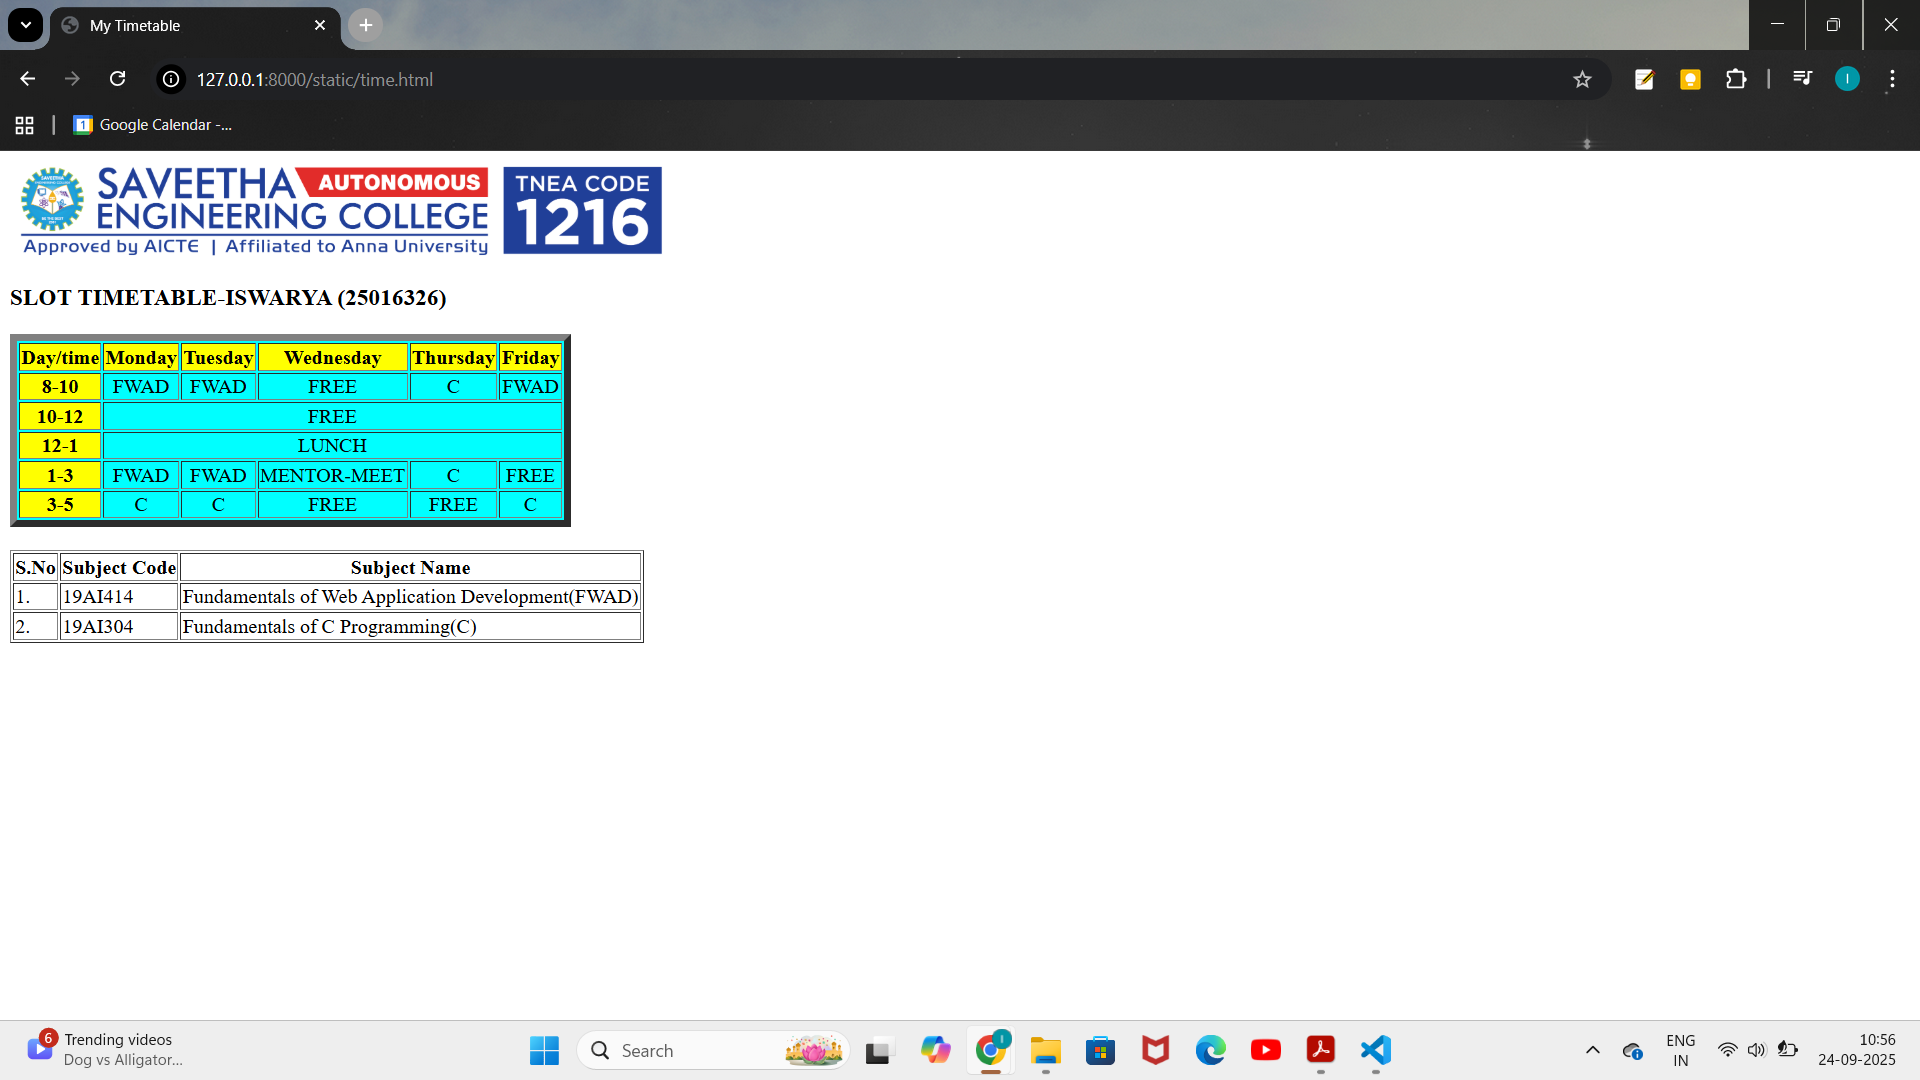 My Timetable
127.0.0.1:8000/static/time.html
Google Calendar -...
SAVEETHA AUTONOMOUS
ENGINEERING COLLEGE
Approved by AICTE | Affiliated to Anna University
TNEA CODE
1216
SLOT TIMETABLE-ISWARYA (25016326)
Day/time Monday Tuesday Wednesday Thursday Friday
8-10 FWAD FWAD FREE C FWAD
10-12 FREE
12-1 LUNCH
1-3 FWAD FWAD MENTOR-MEET C FREE
3-5 C C FREE FREE C
S.No Subject Code Subject Name
1. 19AI414 Fundamentals of Web Application Development(FWAD)
2. 19AI304 Fundamentals of C Programming(C)
6
Trending videos
Dog vs Alligator...
Search
ENG
IN
10:56
24-09-2025